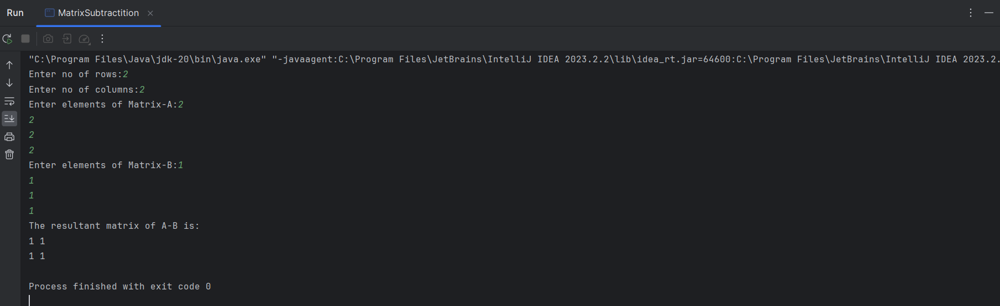 Run MatrixSubtractition
"C:\Program Files\Java\jdk-20\bin\java.exe" "-javaagent:C:\Program Files\JetBrains\IntelliJ IDEA 2023.2.2\lib\idea_rt.jar=64600:C:\Program Files\JetBrains\IntelliJ IDEA 2023.2.
Enter no of rows:2
Enter no of columns:2
Enter elements of Matrix-A:2
2
2
2
Enter elements of Matrix-B:1
1
1
1
The resultant matrix of A-B is:
1 1
1 1
Process finished with exit code 0